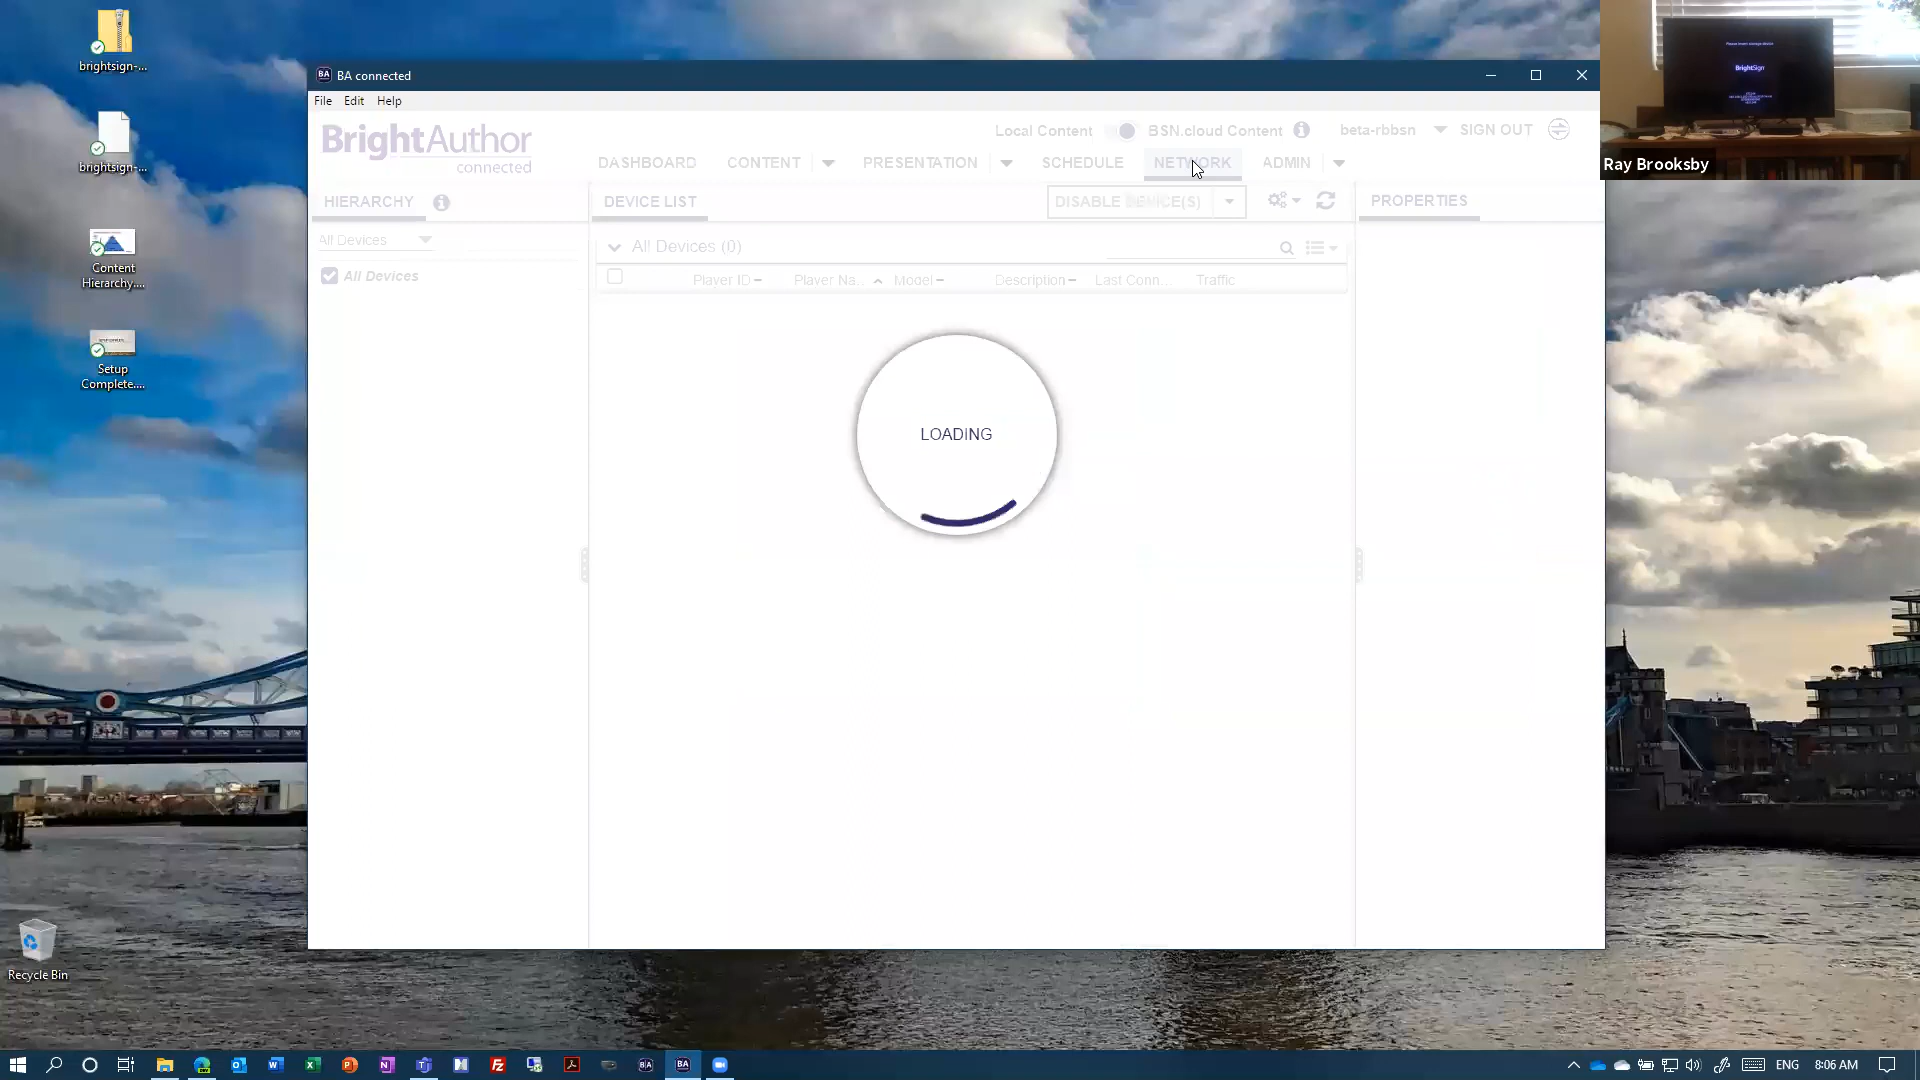 brightsign-...
brightsign-...
Content
Hierarchy....
Setup
Complete....
Recycle Bin
BA connected
File Edit Help
BrightAuthor
connected
Local Content BSN.cloud Content beta-rbbsn SIGN OUT
DASHBOARD CONTENT PRESENTATION SCHEDULE NETWORK ADMIN
HIERARCHY DEVICE LIST DISABLE DEVICE(S) PROPERTIES
All Devices
All Devices (0)
All Devices
Player ID Player Na... Model Description Last Conn... Traffic
LOADING
BrightSign
Ray Brooksby
ENG 8:06 AM